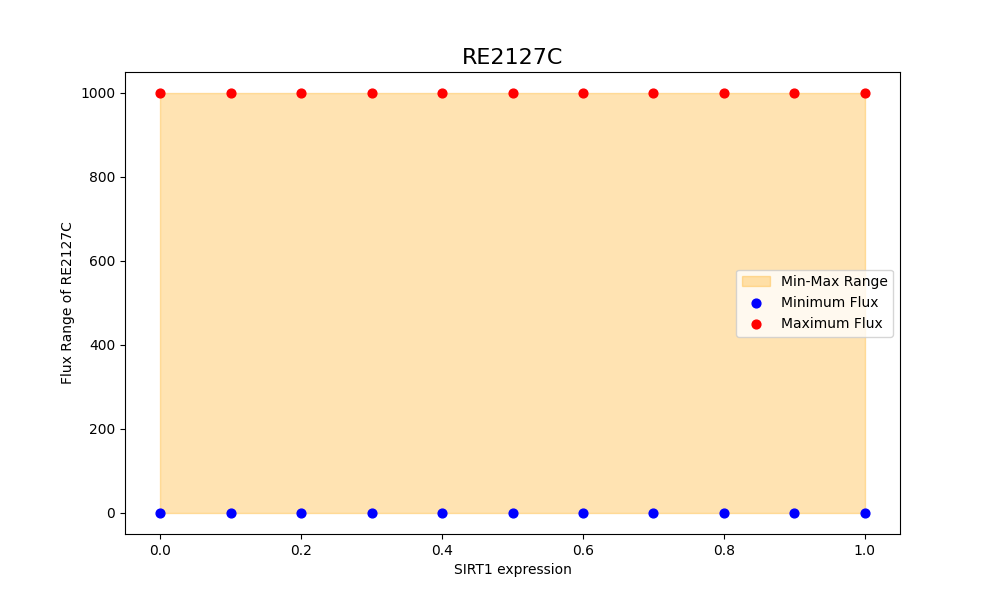 RE2127C
1000
800
600
400
200
0
Flux Range of RE2127C
Min-Max Range
Minimum Flux
Maximum Flux
0.0 0.2 0.4 0.6 0.8 1.0
SIRT1 expression